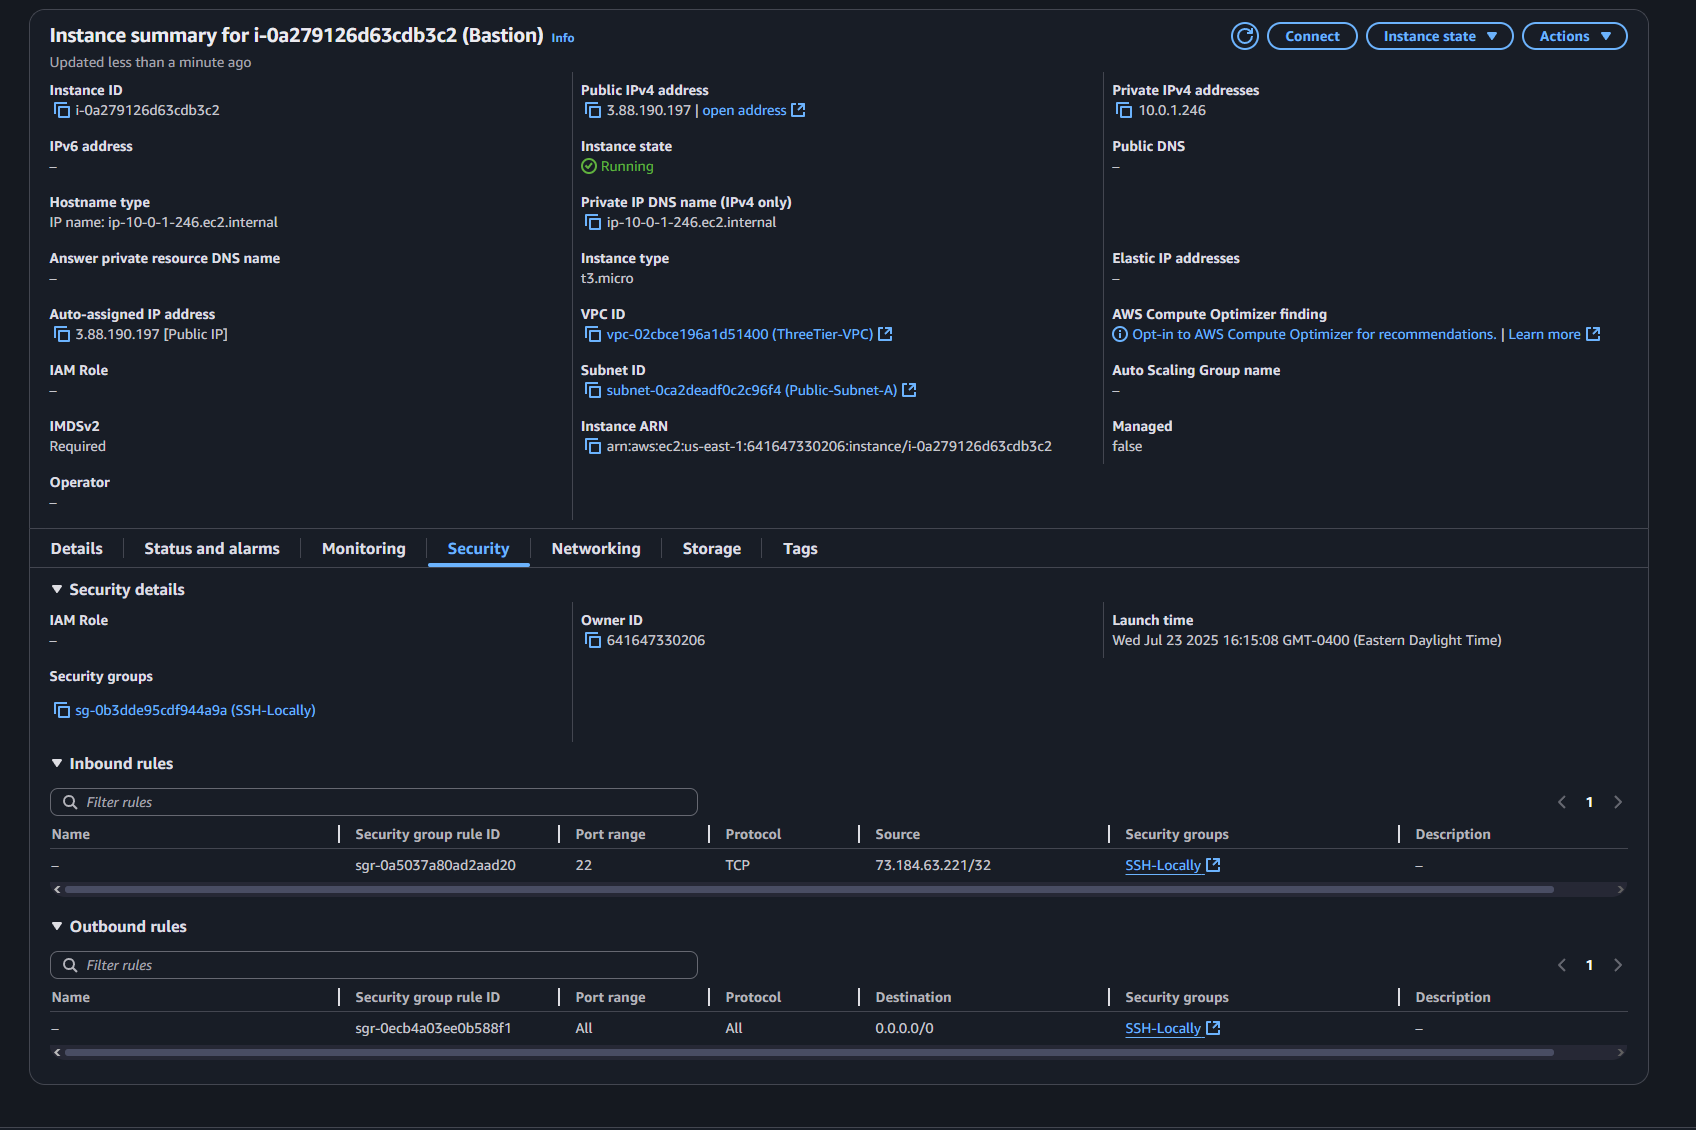 Instance summary for i-0a279126d63cdb3c2 (Bastion) Info
Connect
Instance state
Actions
Updated less than a minute ago
Instance ID
i-0a279126d63cdb3c2
Public IPv4 address
3.88.190.197 | open address
Private IPv4 addresses
10.0.1.246
IPv6 address
–
Instance state
Running
Public DNS
–
Hostname type
IP name: ip-10-0-1-246.ec2.internal
Private IP DNS name (IPv4 only)
ip-10-0-1-246.ec2.internal
Answer private resource DNS name
–
Instance type
t3.micro
Elastic IP addresses
–
Auto-assigned IP address
3.88.190.197 [Public IP]
VPC ID
vpc-02cbce196a1d51400 (ThreeTier-VPC)
AWS Compute Optimizer finding
Opt-in to AWS Compute Optimizer for recommendations. | Learn more
IAM Role
–
Subnet ID
subnet-0ca2deadf0c2c96f4 (Public-Subnet-A)
Auto Scaling Group name
–
IMDSv2
Required
Instance ARN
arn:aws:ec2:us-east-1:641647330206:instance/i-0a279126d63cdb3c2
Managed
false
Operator
–
Details
Status and alarms
Monitoring
Security
Networking
Storage
Tags
Security details
IAM Role
–
Owner ID
641647330206
Launch time
Wed Jul 23 2025 16:15:08 GMT-0400 (Eastern Daylight Time)
Security groups
sg-0b3dde95cdf944a9a (SSH-Locally)
Inbound rules
Filter rules
1
Name Security group rule ID Port range Protocol Source Security groups Description
– sgr-0a5037a80ad2aad20 22 TCP 73.184.63.221/32 SSH-Locally –
Outbound rules
Filter rules
1
Name Security group rule ID Port range Protocol Destination Security groups Description
– sgr-0ecb4a03ee0b588f1 All All 0.0.0.0/0 SSH-Locally –